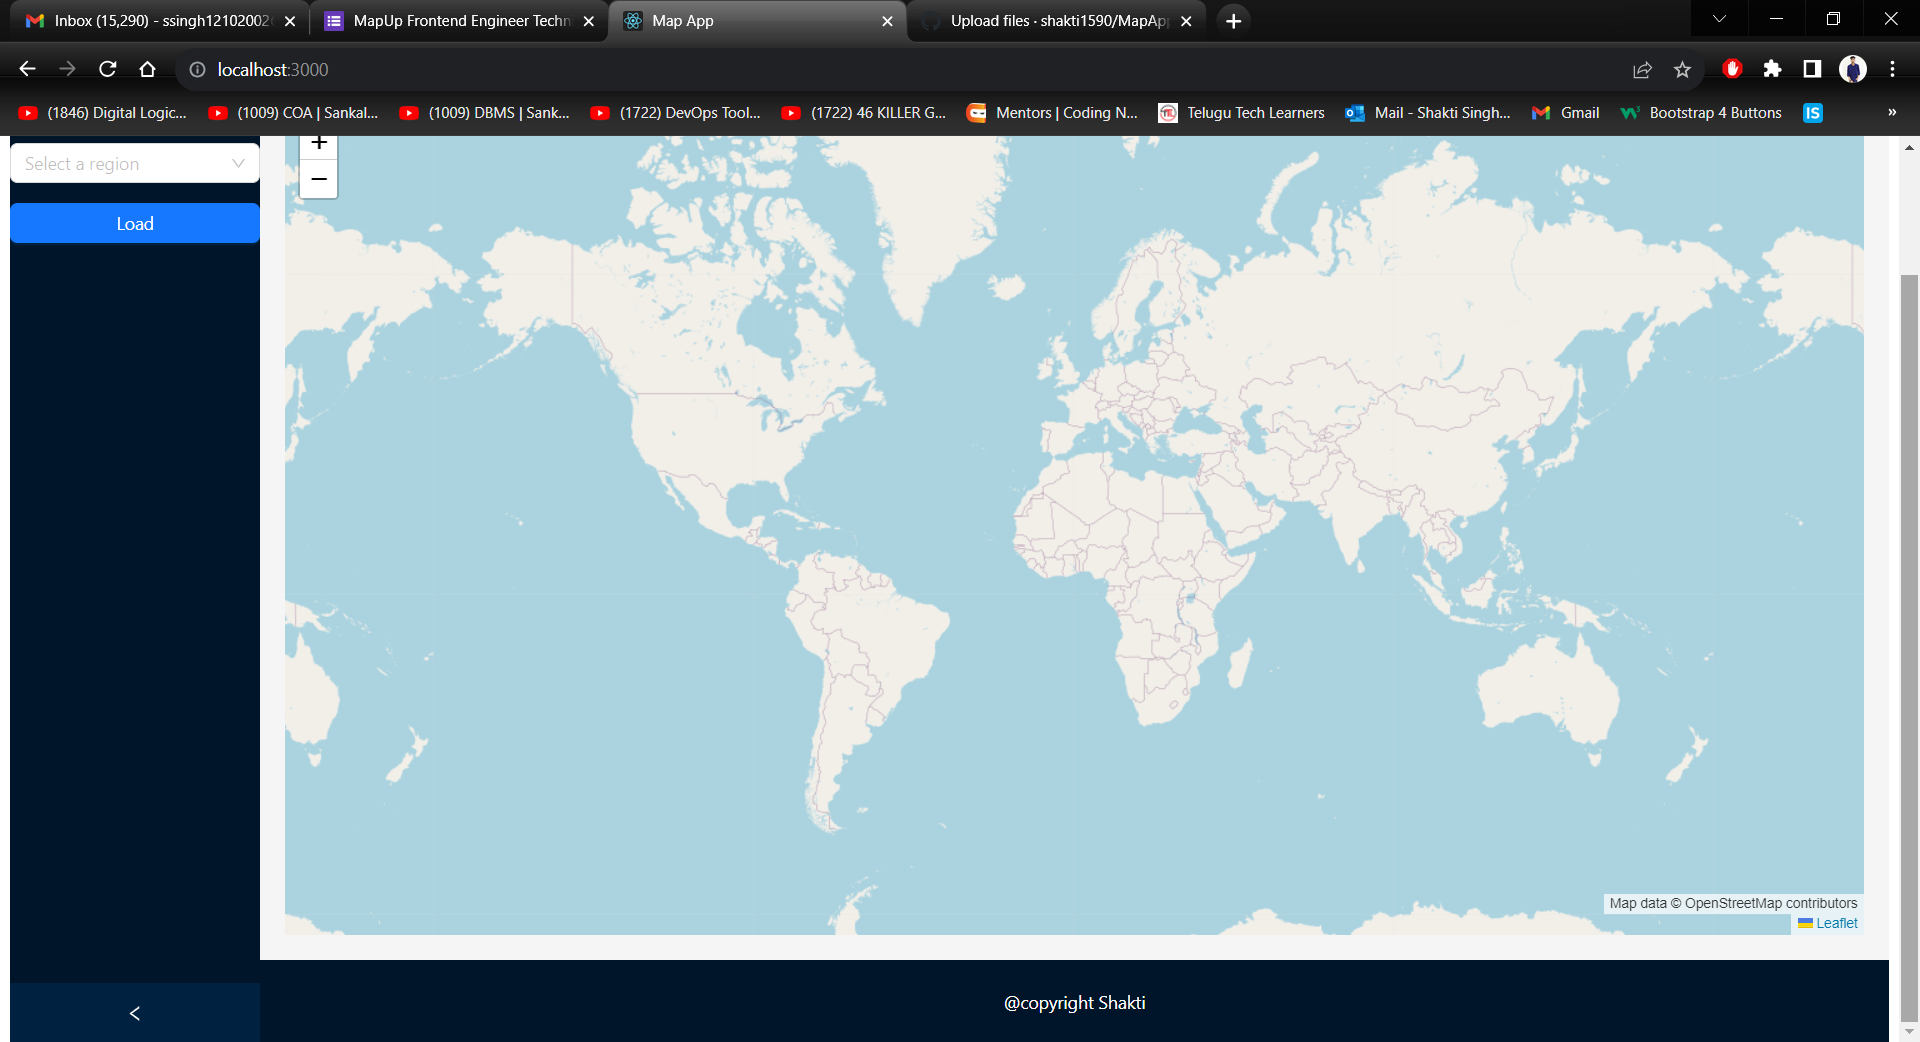 Inbox (15,290) - ssingh12102002
MapUp Frontend Engineer Techn
Map App
Upload files · shakti1590/MapApp
localhost:3000
(1846) Digital Logic...
(1009) COA | Sankal...
(1009) DBMS | Sank...
(1722) DevOps Tool...
(1722) 46 KILLER G...
Mentors | Coding N...
Telugu Tech Learners
Mail - Shakti Singh...
Gmail
Bootstrap 4 Buttons
IS
»
Select a region
Load
+
−
Map data © OpenStreetMap contributors
Leaflet
@copyright Shakti